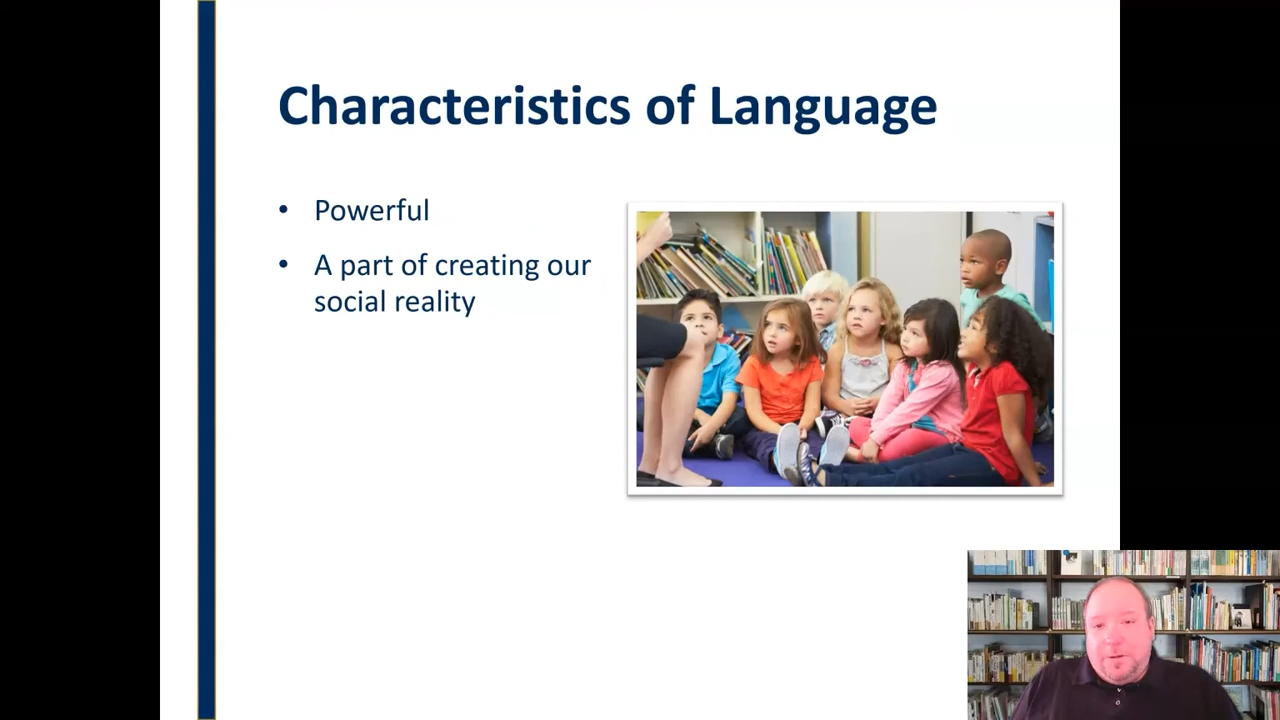 Characteristics of Language
• Powerful
• A part of creating our
social reality